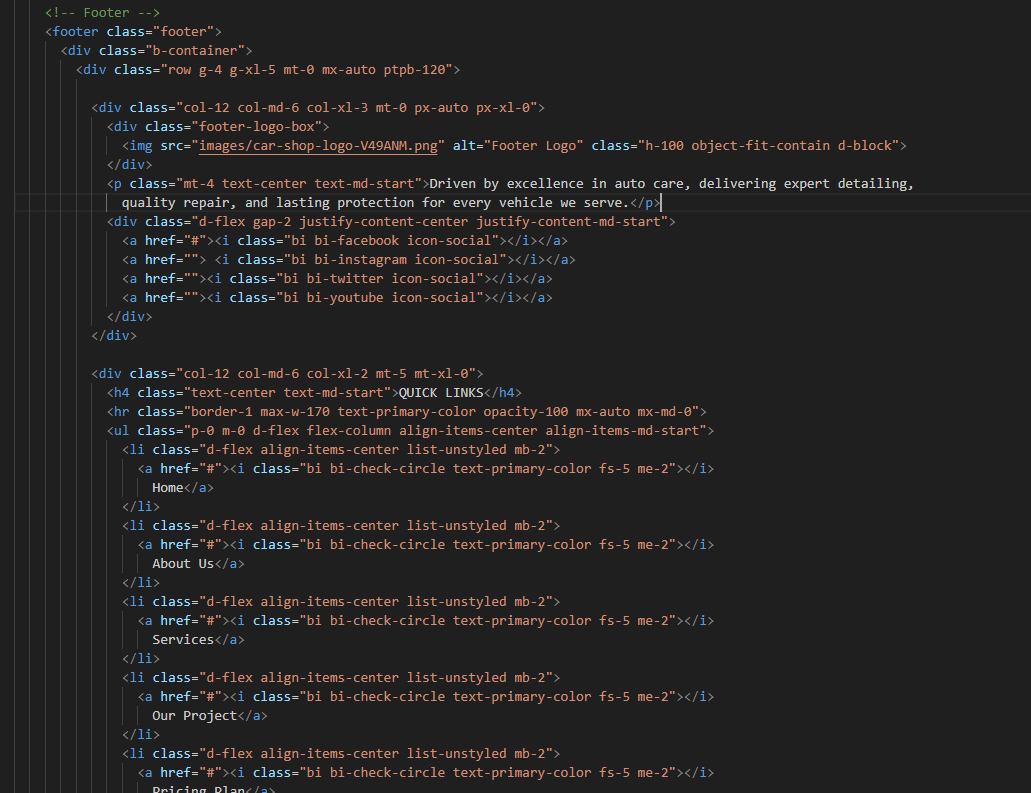 <!-- Footer -->
<footer class="footer">
<div class="b-container">
<div class="row g-4 g-xl-5 mt-0 mx-auto ptpb-120">
<div class="col-12 col-md-6 col-xl-3 mt-0 px-auto px-xl-0">
<div class="footer-logo-box">
<img src="images/car-shop-logo-V49ANM.png" alt="Footer Logo" class="h-100 object-fit-contain d-block">
</div>
<p class="mt-4 text-center text-md-start">Driven by excellence in auto care, delivering expert detailing,
quality repair, and lasting protection for every vehicle we serve.</p>
<div class="d-flex gap-2 justify-content-center justify-content-md-start">
<a href="#"><i class="bi bi-facebook icon-social"></i></a>
<a href=""> <i class="bi bi-instagram icon-social"></i></a>
<a href=""><i class="bi bi-twitter icon-social"></i></a>
<a href=""><i class="bi bi-youtube icon-social"></i></a>
</div>
</div>
<div class="col-12 col-md-6 col-xl-2 mt-5 mt-xl-0">
<h4 class="text-center text-md-start">QUICK LINKS</h4>
<hr class="border-1 max-w-170 text-primary-color opacity-100 mx-auto mx-md-0">
<ul class="p-0 m-0 d-flex flex-column align-items-center align-items-md-start">
<li class="d-flex align-items-center list-unstyled mb-2">
<a href="#"><i class="bi bi-check-circle text-primary-color fs-5 me-2"></i>
Home</a>
</li>
<li class="d-flex align-items-center list-unstyled mb-2">
<a href="#"><i class="bi bi-check-circle text-primary-color fs-5 me-2"></i>
About Us</a>
</li>
<li class="d-flex align-items-center list-unstyled mb-2">
<a href="#"><i class="bi bi-check-circle text-primary-color fs-5 me-2"></i>
Services</a>
</li>
<li class="d-flex align-items-center list-unstyled mb-2">
<a href="#"><i class="bi bi-check-circle text-primary-color fs-5 me-2"></i>
Our Project</a>
</li>
<li class="d-flex align-items-center list-unstyled mb-2">
<a href="#"><i class="bi bi-check-circle text-primary-color fs-5 me-2"></i>
Pricing Plan</a>